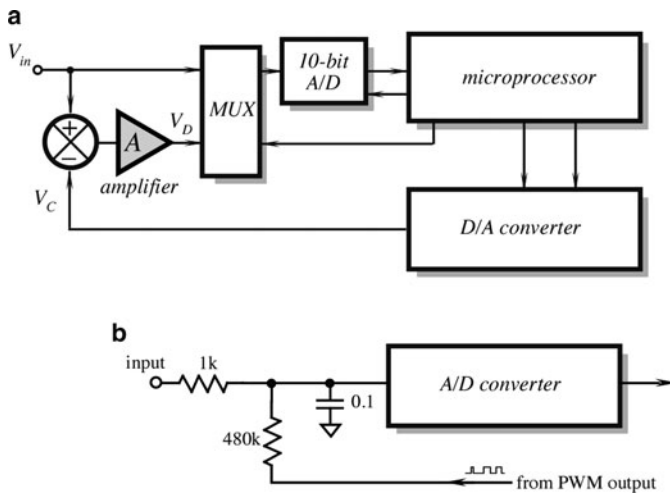 a
V_in
10-bit
A/D
microprocessor
MUX
+
−
A
V_D
amplifier
V_C
D/A converter
b
input
1k
A/D converter
0.1
480k
from PWM output